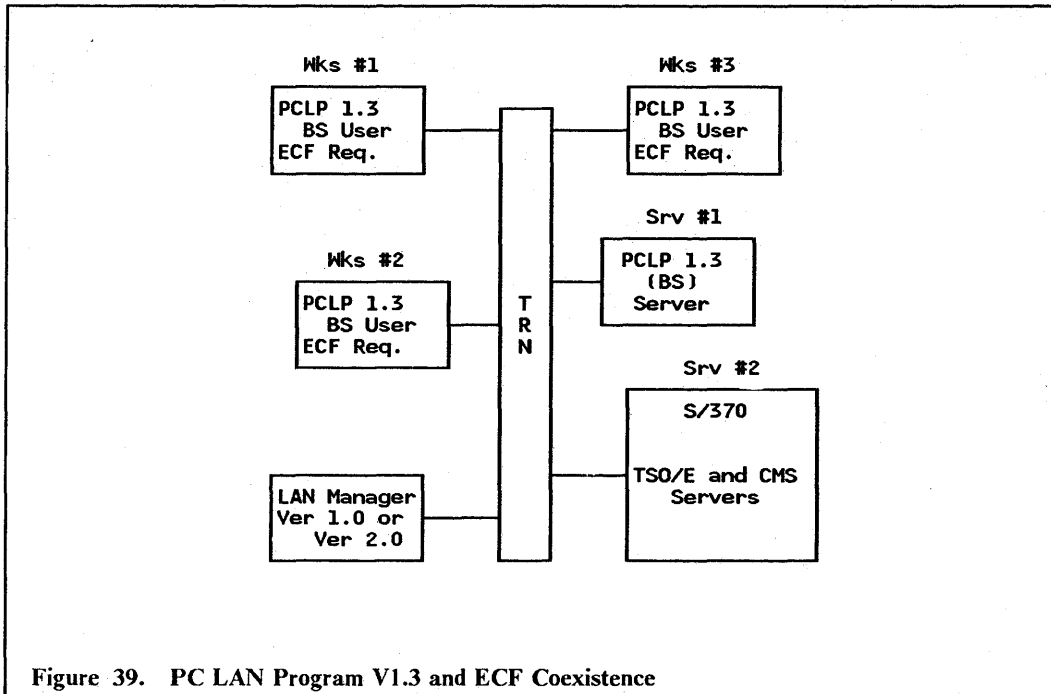 Wks #1
PCLP 1.3
BS User
ECF Req.
Wks #3
PCLP 1.3
BS User
ECF Req.
Wks #2
PCLP 1.3
BS User
ECF Req.
T
R
N
Srv #1
PCLP 1.3
(BS)
Server
Srv #2
S/370
TSO/E and CMS
Servers
LAN Manager
Ver 1.0 or
Ver 2.0
Figure 39. PC LAN Program V1.3 and ECF Coexistence